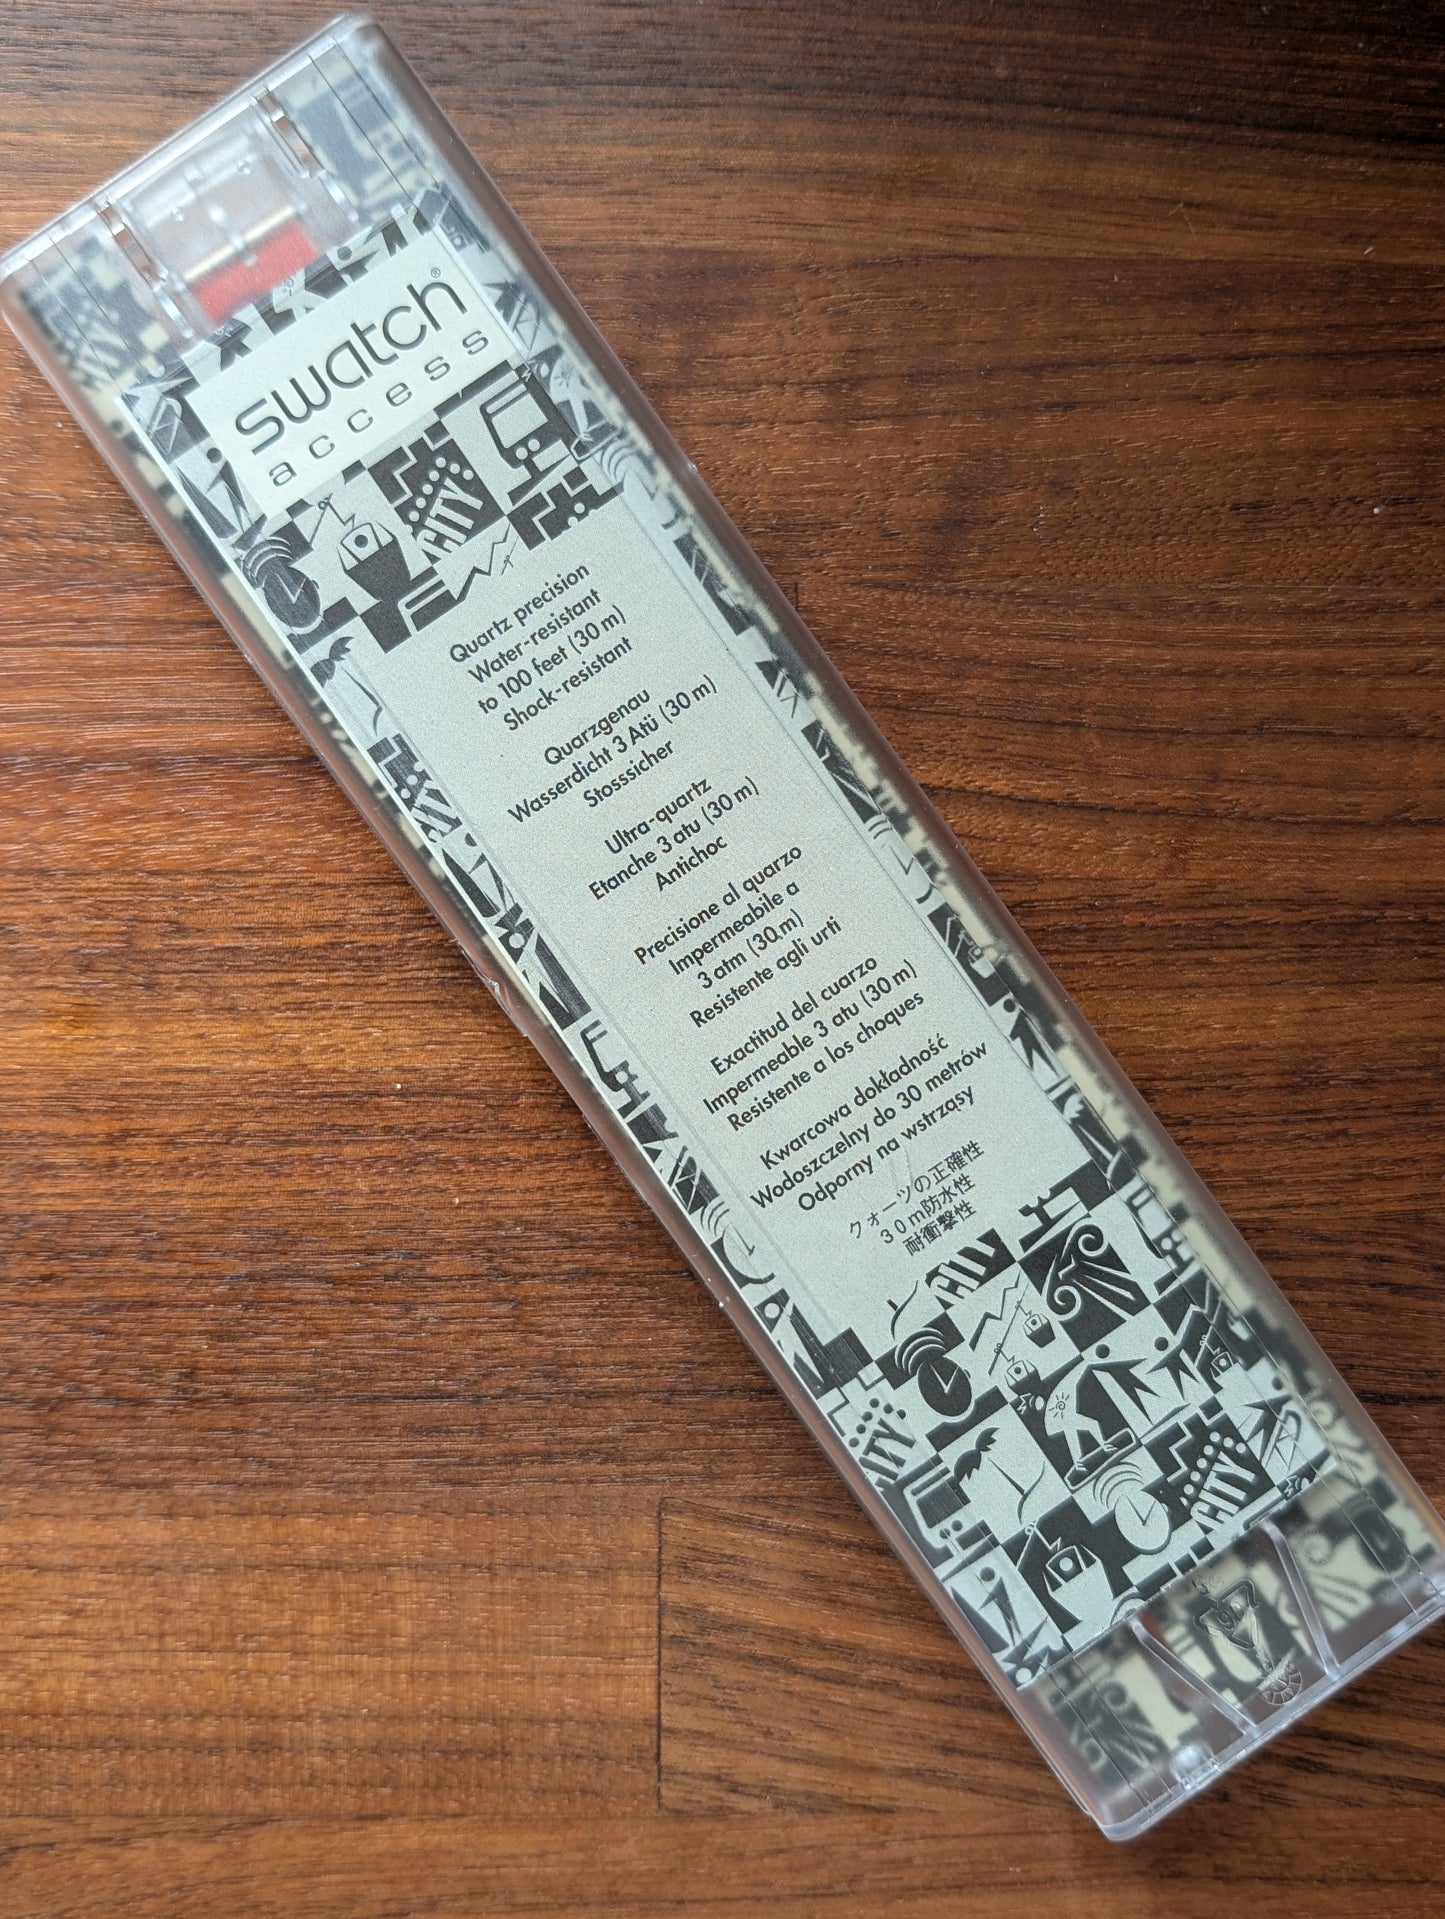 swatch®
access
CITY
Quartz precision
Water-resistant
to 100 feet (30 m)
Shock-resistant
Quarzgenau
Wasserdicht 3 Atü (30 m)
Stosssicher
Ultra-quartz
Etanche 3 atu (30 m)
Antichoc
Precisione al quarzo
Impermeabile a
3 atm (30 m)
Resistente agli urti
Exactitud del cuarzo
Impermeable 3 atu (30 m)
Resistente a los choques
Kwarcowa dokładność
Wodoszczelny do 30 metrów
Odporny na wstrząsy
クォーツの正確性
30m防水性
耐衝撃性
CITY
CITY